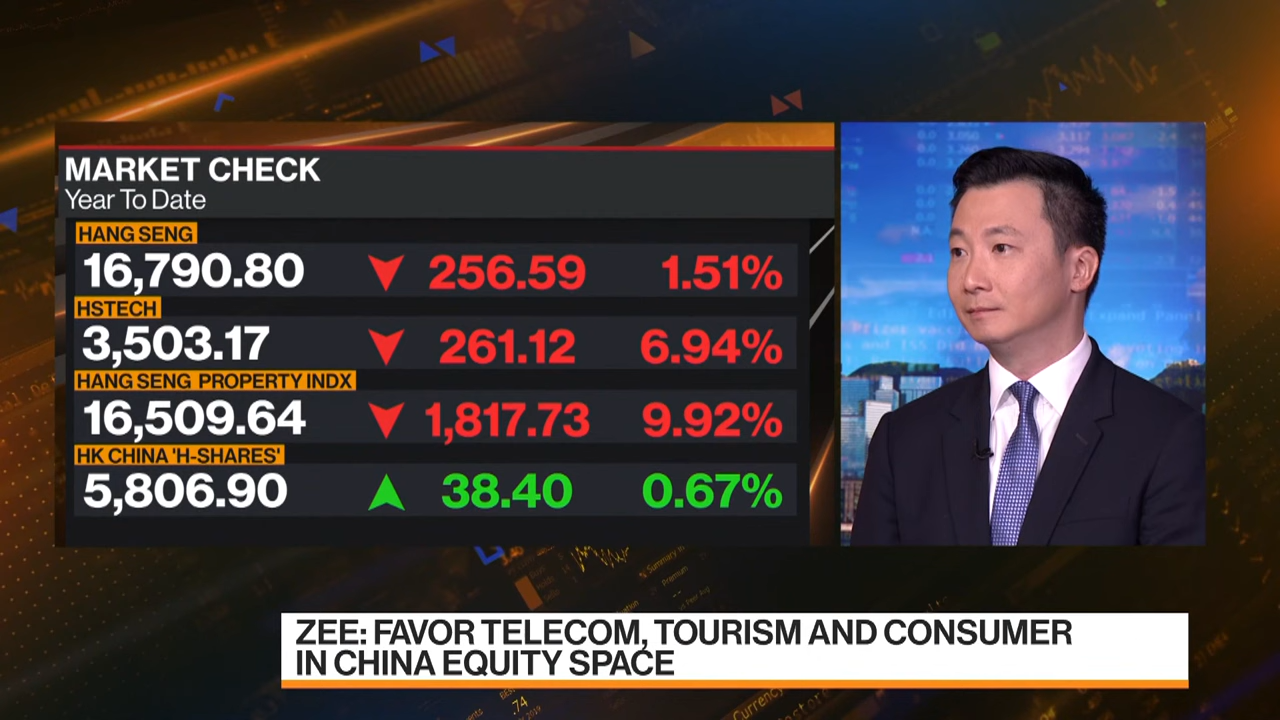 MARKET CHECK
Year To Date
HANG SENG
16,790.80 ▼ 256.59 1.51%
HSTECH
3,503.17 ▼ 261.12 6.94%
HANG SENG PROPERTY INDX
16,509.64 ▼ 1,817.73 9.92%
HK CHINA 'H-SHARES'
5,806.90 ▲ 38.40 0.67%
ZEE: FAVOR TELECOM, TOURISM AND CONSUMER
IN CHINA EQUITY SPACE